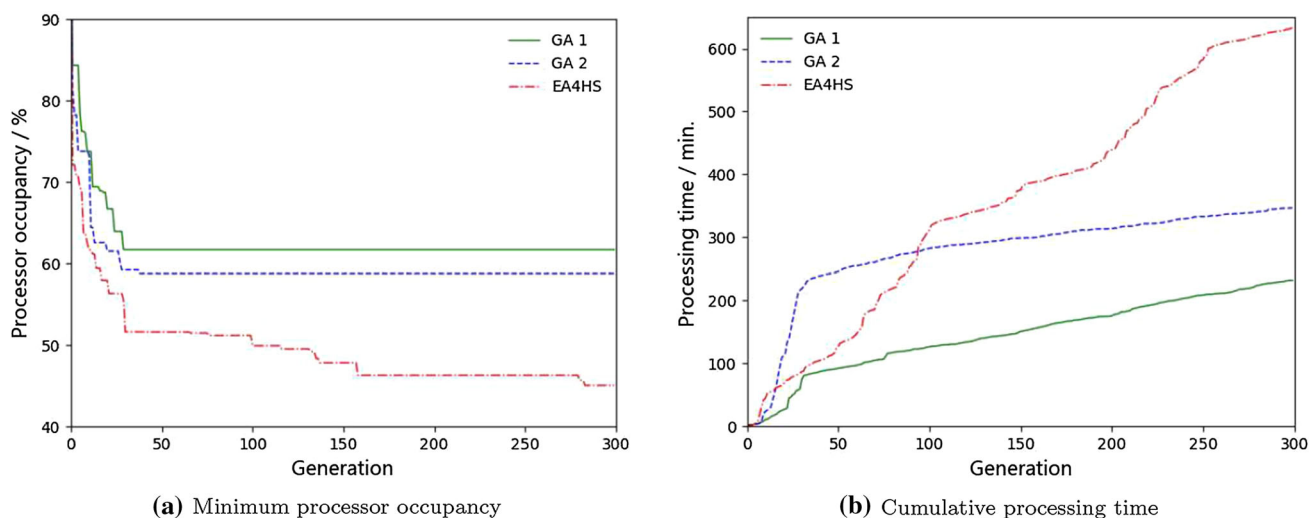 90
80
70
60
50
40
Processor occupancy / %
GA 1
GA 2
EA4HS
0 50 100 150 200 250 300
Generation
(a) Minimum processor occupancy
600
500
400
300
200
100
0
Processing time / min.
GA 1
GA 2
EA4HS
0 50 100 150 200 250 300
Generation
(b) Cumulative processing time